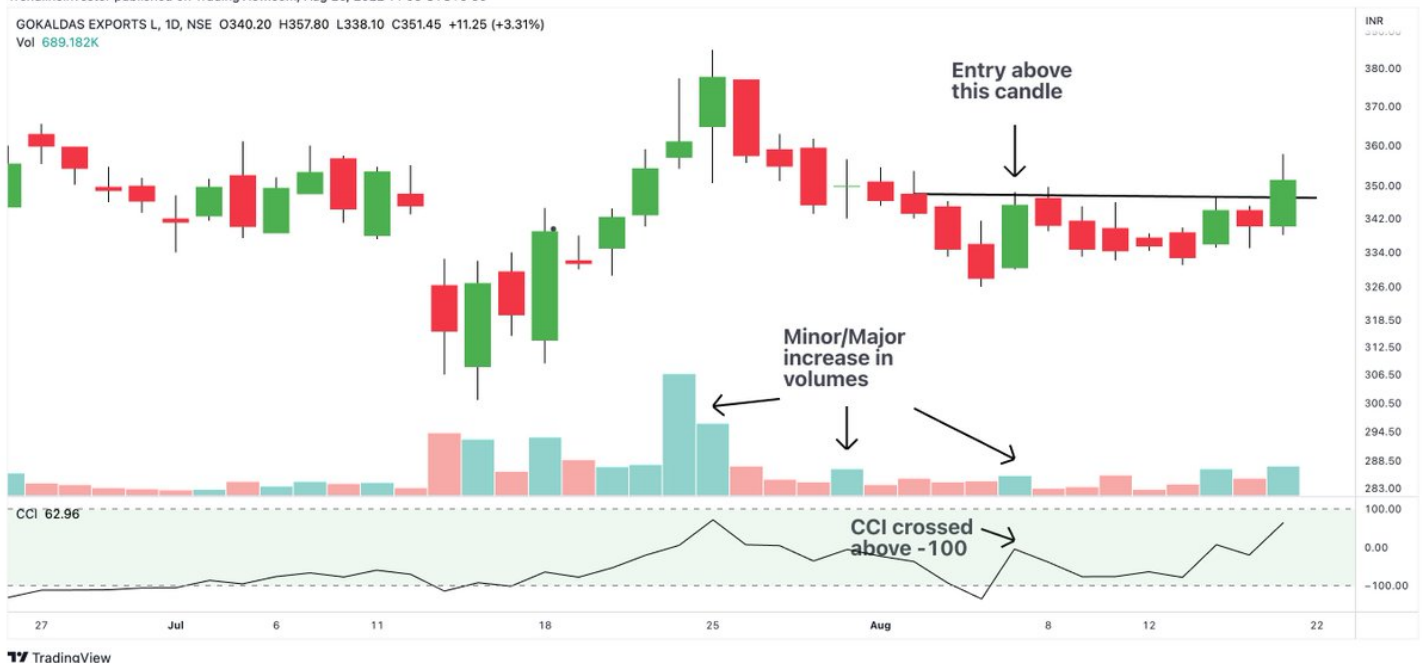 GOKALDAS EXPORTS L, 1D, NSE O340.20 H357.80 L338.10 C351.45 +11.25 (+3.31%)
Vol 689.182K
INR
380.00
370.00
360.00
350.00
342.00
334.00
326.00
318.50
312.50
306.50
300.50
294.50
288.50
283.00
Entry above
this candle
Minor/Major
increase in
volumes
CCI 62.96
CCI crossed
above -100
100.00
0.00
−100.00
27 Jul 6 11 18 25 Aug 8 12 22
TradingView